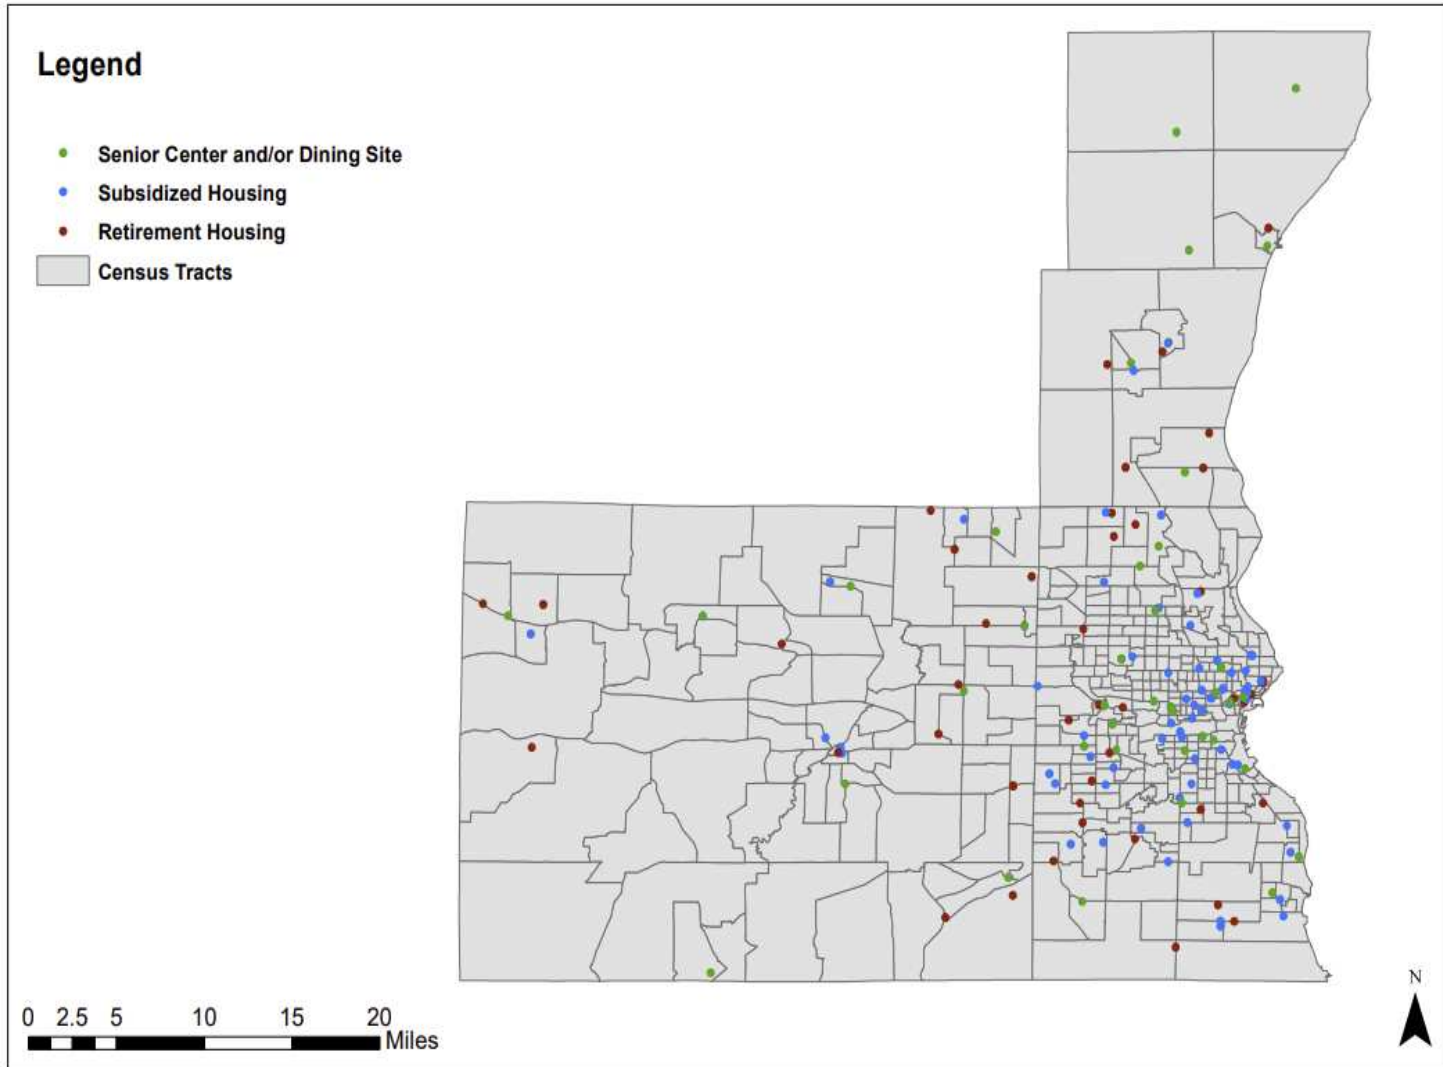 Legend
Senior Center and/or Dining Site
Subsidized Housing
Retirement Housing
Census Tracts
0 2.5 5 10 15 20
Miles
N